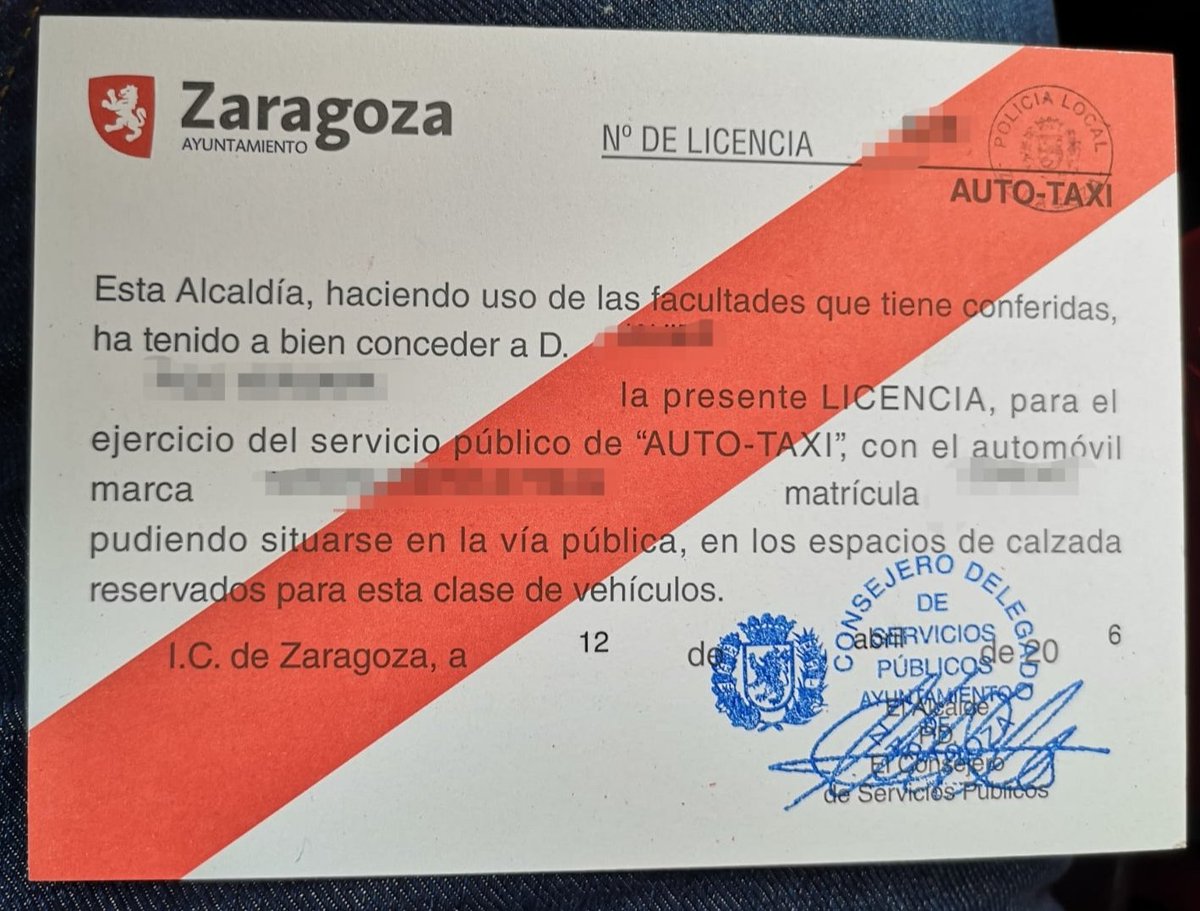 Zaragoza
AYUNTAMIENTO
Nº DE LICENCIA
POLICIA LOCAL
AUTO-TAXI
Esta Alcaldía, haciendo uso de las facultades que tiene conferidas,
ha tenido a bien conceder a D.
la presente LICENCIA, para el
ejercicio del servicio público de “AUTO-TAXI”, con el automóvil
marca matrícula
pudiendo situarse en la vía pública, en los espacios de calzada
reservados para esta clase de vehículos.
I.C. de Zaragoza, a 12 de abril de 20 6
CONSEJERO DELEGADO
DE
SERVICIOS
PÚBLICOS
AYUNTAMIENTO
DE
ZARAGOZA
El Alcalde
P.D.
El Consejero
de Servicios Públicos